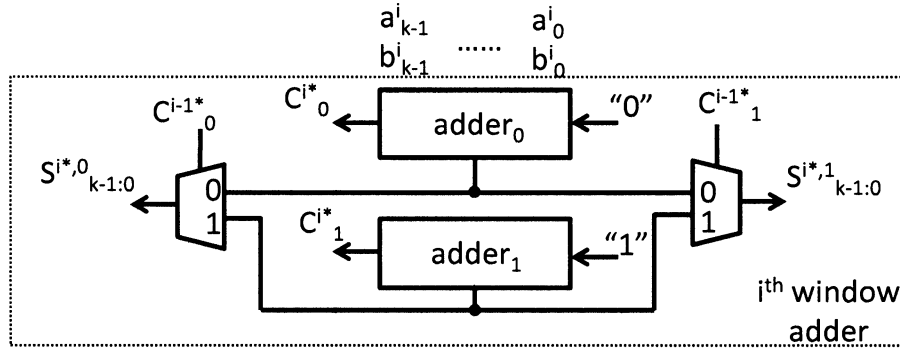 a^i_{k-1} ...... a^i_0
b^i_{k-1} b^i_0
C^{i-1*}_0
C^{i*}_0
adder_0
"0"
C^{i-1*}_1
S^{i*,0}_{k-1:0}
0
1
0
1
S^{i*,1}_{k-1:0}
C^{i*}_1
adder_1
"1"
i^{th} window
adder